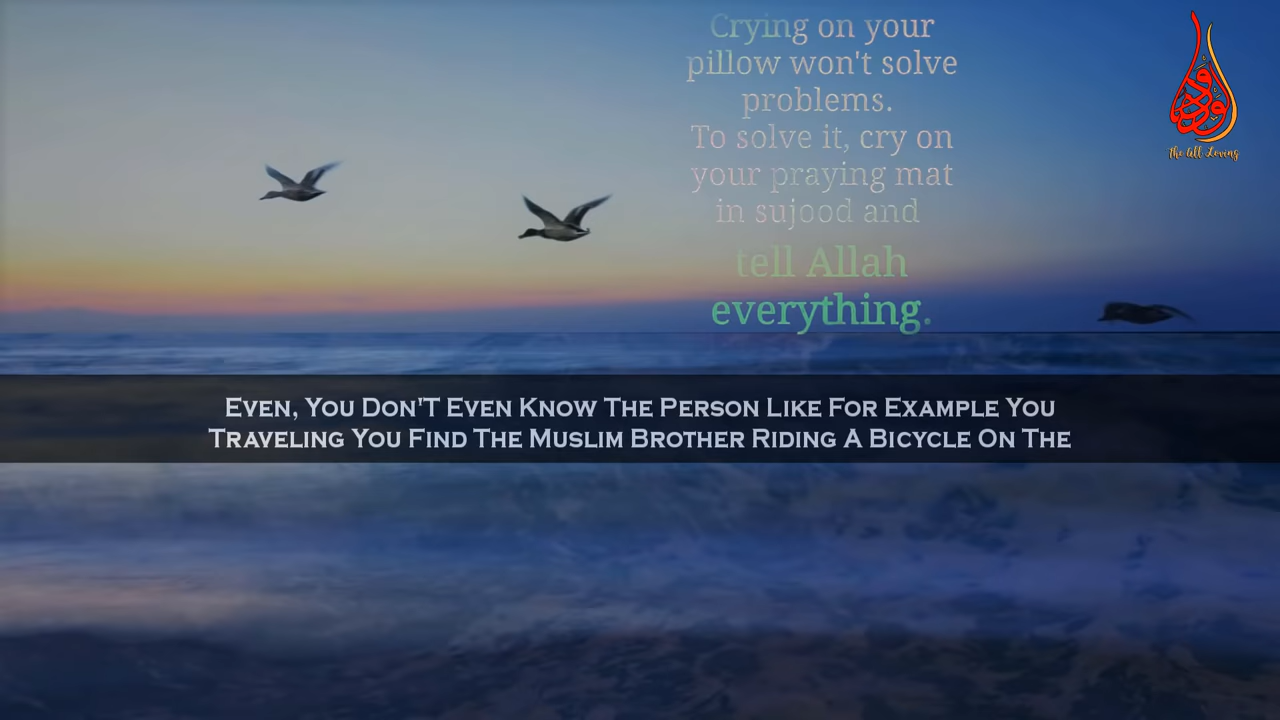 Crying on your
pillow won't solve
problems.
To solve it, cry on
your praying mat
in sujood and
tell Allah
everything.
The All Loving
EVEN, YOU DON'T EVEN KNOW THE PERSON LIKE FOR EXAMPLE YOU
TRAVELING YOU FIND THE MUSLIM BROTHER RIDING A BICYCLE ON THE